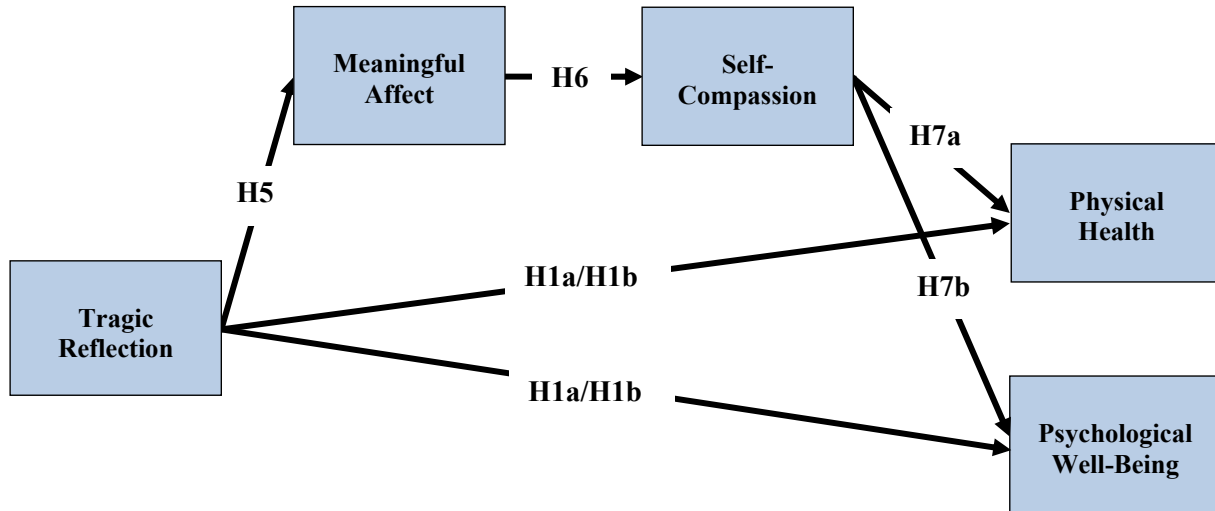 Meaningful
Affect
H6
Self-
Compassion
H7a
H5
Physical
Health
H1a/H1b
H7b
Tragic
Reflection
H1a/H1b
Psychological
Well-Being